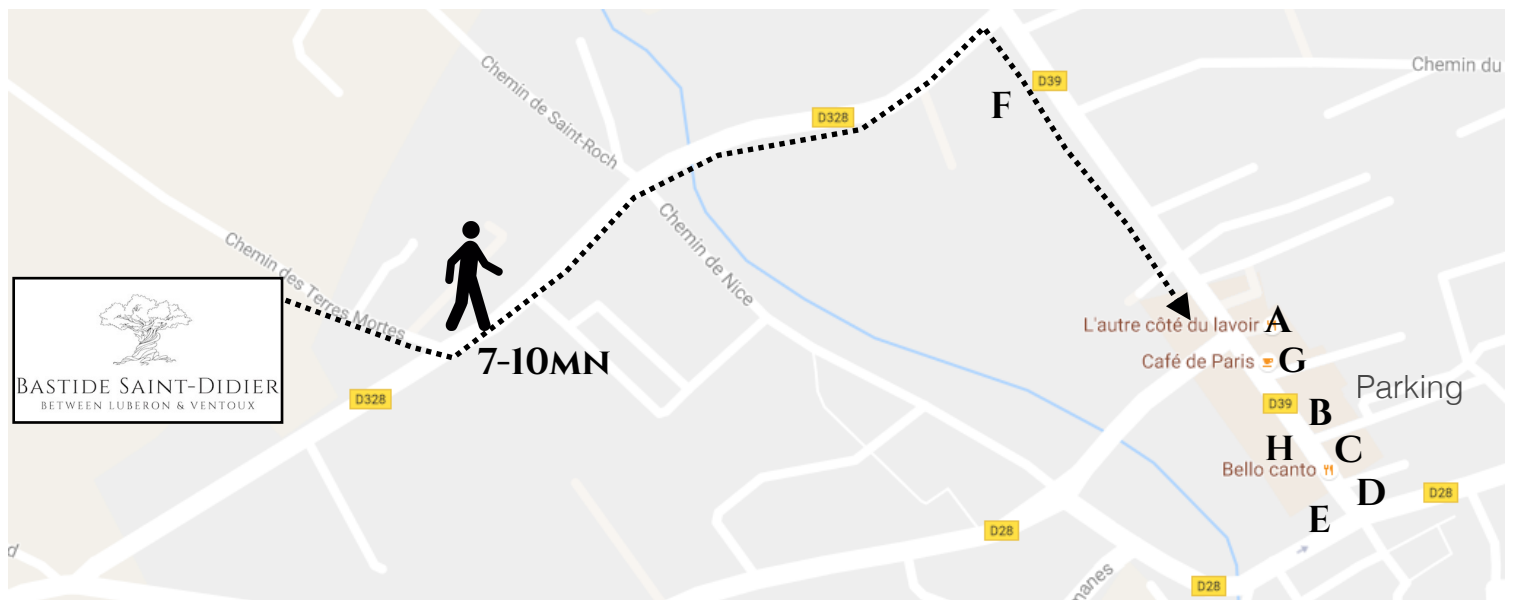 Chemin du
D39
F
D328
Chemin de Saint-Roch
Chemin de Nice
Chemin des Terres Mortes
BASTIDE SAINT-DIDIER
BETWEEN LUBERON & VENTOUX
7-10MN
D328
L'autre côté du lavoir
A
Café de Paris
G
Parking
D39
B
H
C
Bello canto
D
D28
E
D28
D28
manes
d